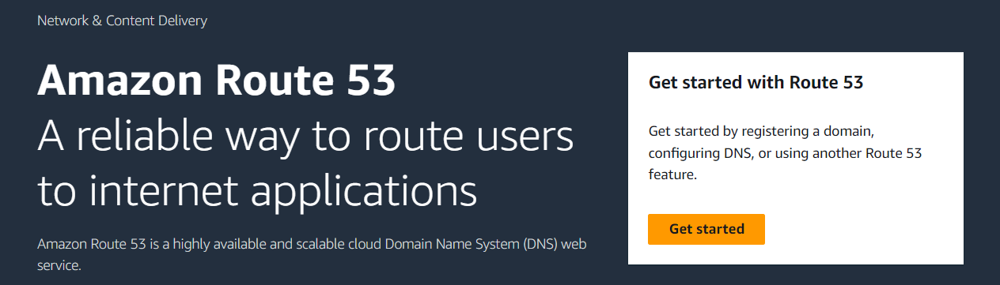 Network & Content Delivery
Amazon Route 53
A reliable way to route users
to internet applications
Amazon Route 53 is a highly available and scalable cloud Domain Name System (DNS) web
service.
Get started with Route 53
Get started by registering a domain,
configuring DNS, or using another Route 53
feature.
Get started